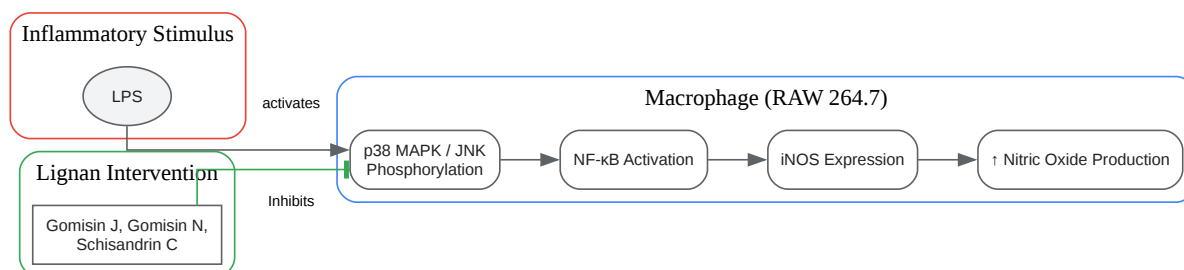 Inflammatory Stimulus
LPS
activates
Macrophage (RAW 264.7)
p38 MAPK / JNK
Phosphorylation
NF-κB Activation
iNOS Expression
↑ Nitric Oxide Production
Lignan Intervention
Inhibits
Gomisin J, Gomisin N,
Schisandrin C